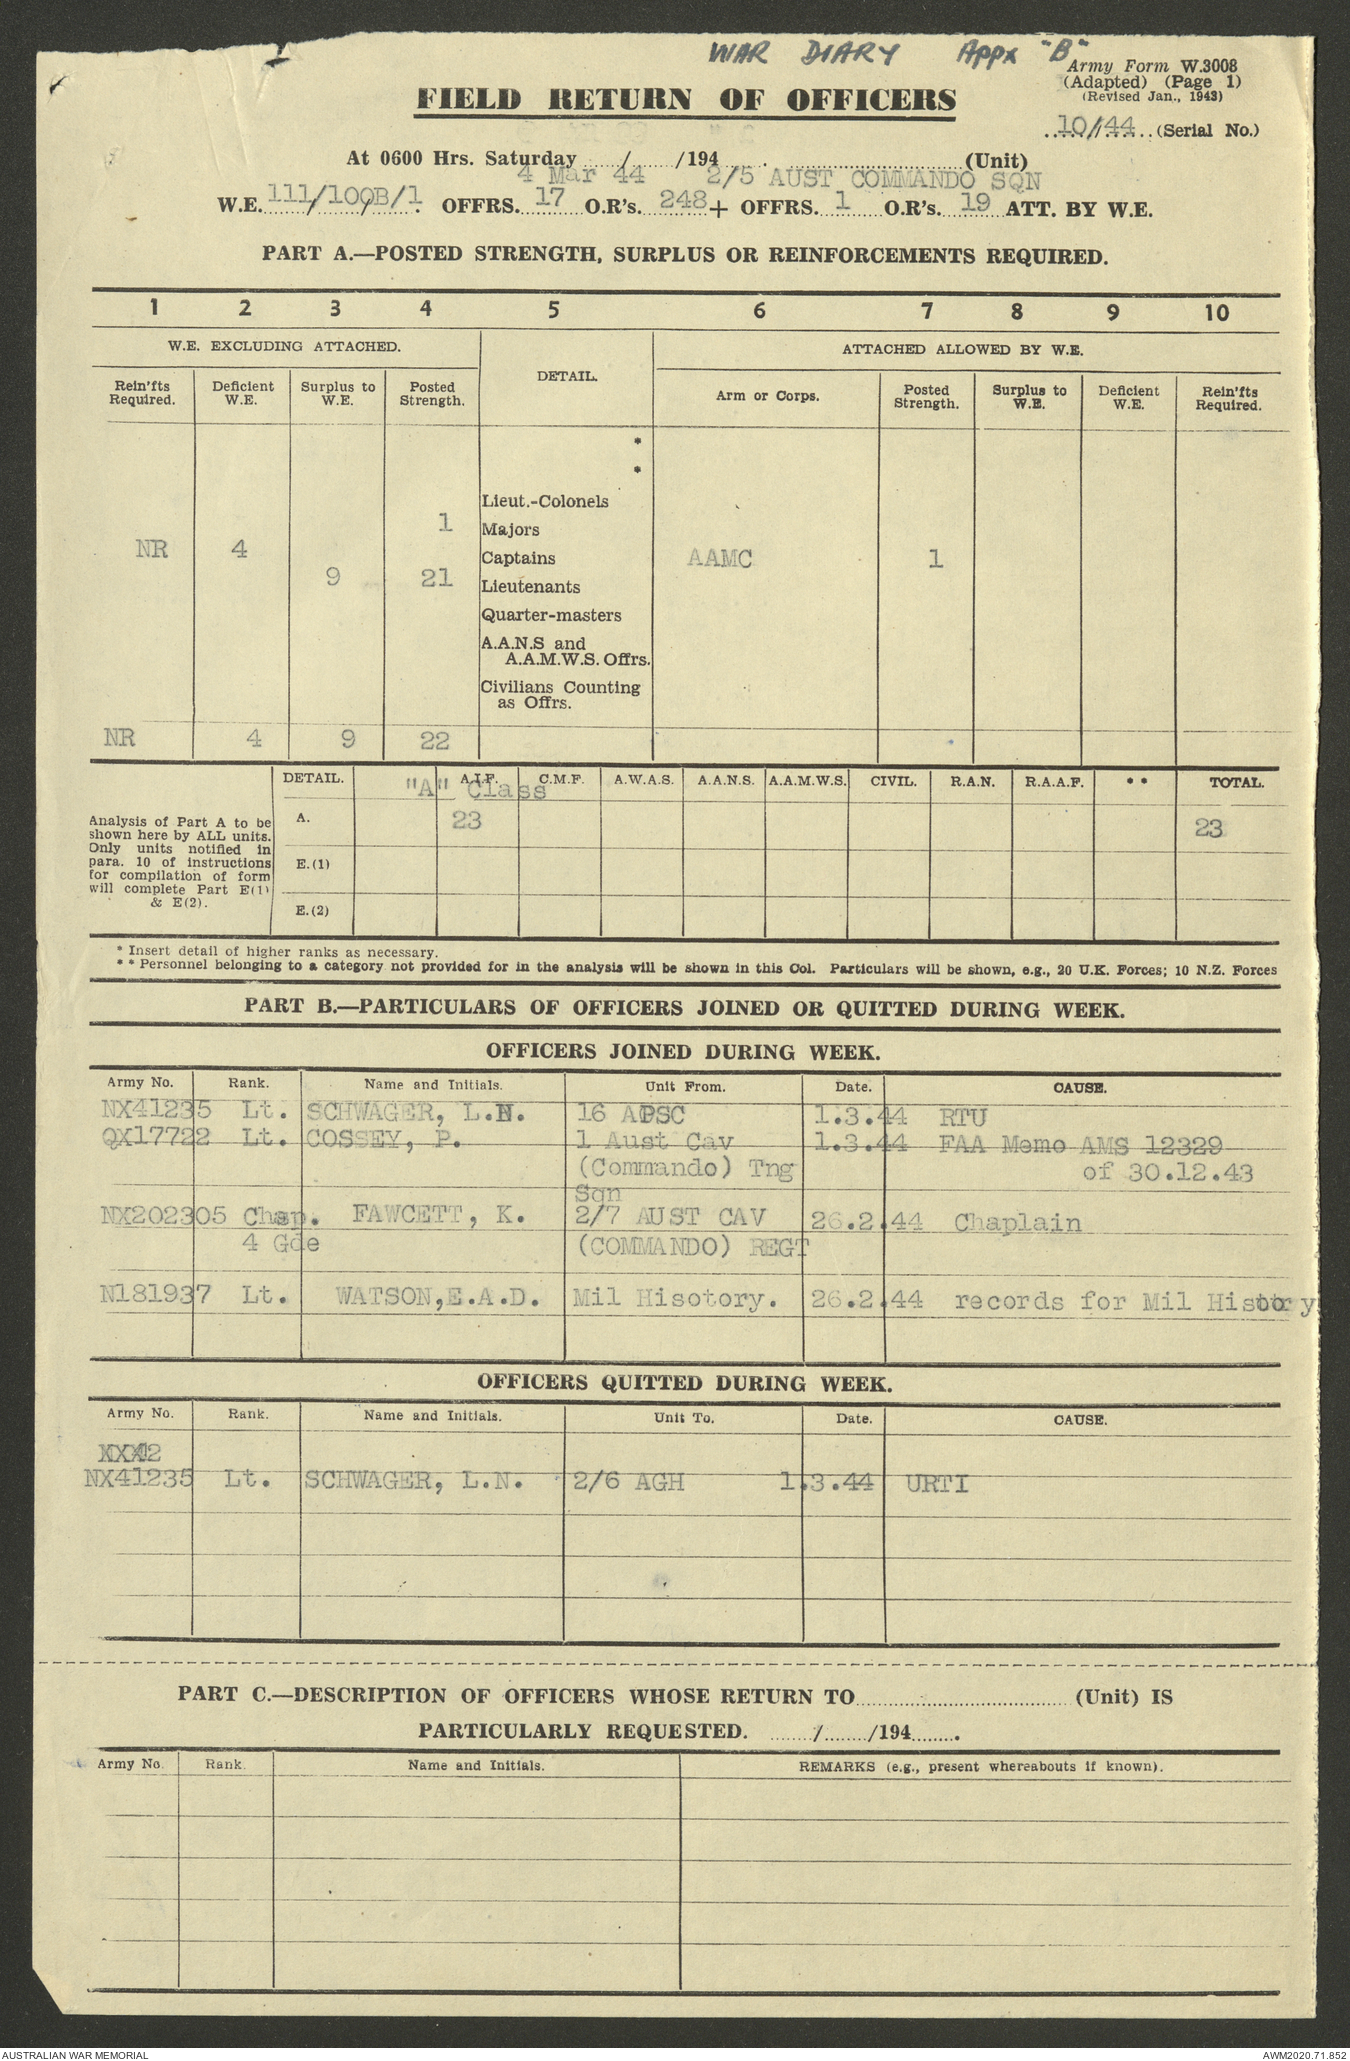 WAR DIARY Appx "B"
Army Form W.3008
(Adapted) (Page 1)
(Revised Jan., 1943)
FIELD RETURN OF OFFICERS
10/44 (Serial No.)
At 0600 Hrs. Saturday ....../....../194.... ........................(Unit)
4 Mar 44 2/5 AUST COMMANDO SQN
W.E. 111/100B/1. OFFRS. 17 O.R's. 248 + OFFRS. 1 O.R's. 19 ATT. BY W.E.
PART A.—POSTED STRENGTH, SURPLUS OR REINFORCEMENTS REQUIRED.
1 2 3 4 5 6 7 8 9 10
W.E. EXCLUDING ATTACHED. DETAIL. ATTACHED ALLOWED BY W.E.
Rein'fts Required. Deficient W.E. Surplus to W.E. Posted Strength. Arm or Corps. Posted Strength. Surplus to W.E. Deficient W.E. Rein'fts Required.
*
*
Lieut.-Colonels
1 Majors
NR 4 Captains AAMC 1
9 21 Lieutenants
Quarter-masters
A.A.N.S and
A.A.M.W.S. Offrs.
Civilians Counting
as Offrs.
NR 4 9 22
DETAIL. "A" Class A.I.F. C.M.F. A.W.A.S. A.A.N.S. A.A.M.W.S. CIVIL. R.A.N. R.A.A.F. ** TOTAL.
A. 23 23
Analysis of Part A to be
shown here by ALL units.
Only units notified in
para. 10 of instructions
for compilation of form
will complete Part E(1)
& E(2).
E.(1)
E.(2)
* Insert detail of higher ranks as necessary.
** Personnel belonging to a category not provided for in the analysis will be shown in this Col. Particulars will be shown, e.g., 20 U.K. Forces; 10 N.Z. Forces
PART B.—PARTICULARS OF OFFICERS JOINED OR QUITTED DURING WEEK.
OFFICERS JOINED DURING WEEK.
Army No. Rank. Name and Initials. Unit From. Date. CAUSE.
NX41235 Lt. SCHWAGER, L.N. 16 APSC 1.3.44 RTU
QX17722 Lt. COSSEY, P. 1 Aust Cav 1.3.44 FAA Memo AMS 12329
(Commando) Tng of 30.12.43
Sqn
NX202305 Chap. FAWCETT, K. 2/7 AUST CAV 26.2.44 Chaplain
4 Gde (COMMANDO) REGT
N181937 Lt. WATSON,E.A.D. Mil Hisotory. 26.2.44 records for Mil History
OFFICERS QUITTED DURING WEEK.
Army No. Rank. Name and Initials. Unit To. Date. CAUSE.
NX41235 Lt. SCHWAGER, L.N. 2/6 AGH 1.3.44 URTI
PART C.—DESCRIPTION OF OFFICERS WHOSE RETURN TO........................(Unit) IS
PARTICULARLY REQUESTED. ......../......../194........
Army No. Rank. Name and Initials. REMARKS (e.g., present whereabouts if known).
AUSTRALIAN WAR MEMORIAL AWM2020.71.852